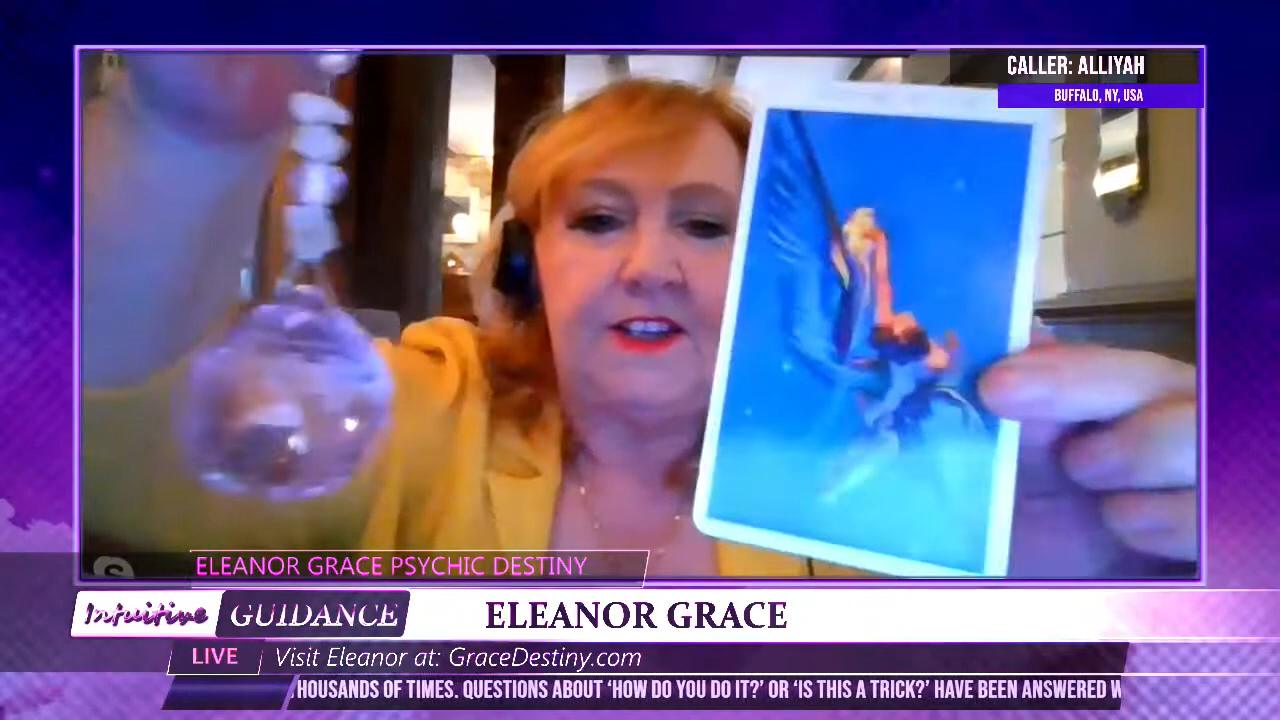 CALLER: ALLIYAH
BUFFALO, NY, USA
ELEANOR GRACE PSYCHIC DESTINY
Intuitive GUIDANCE
ELEANOR GRACE
LIVE
Visit Eleanor at: GraceDestiny.com
HOUSANDS OF TIMES. QUESTIONS ABOUT ‘HOW DO YOU DO IT?’ OR ‘IS THIS A TRICK?’ HAVE BEEN ANSWERED W